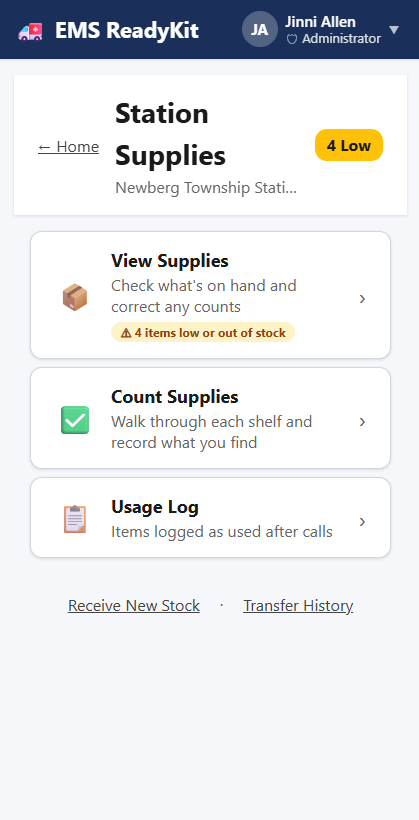 EMS ReadyKit
JA
Jinni Allen
Administrator
← Home
Station
Supplies
Newberg Township Stati...
4 Low
View Supplies
Check what's on hand and
correct any counts
⚠ 4 items low or out of stock
Count Supplies
Walk through each shelf and
record what you find
Usage Log
Items logged as used after calls
Receive New Stock · Transfer History